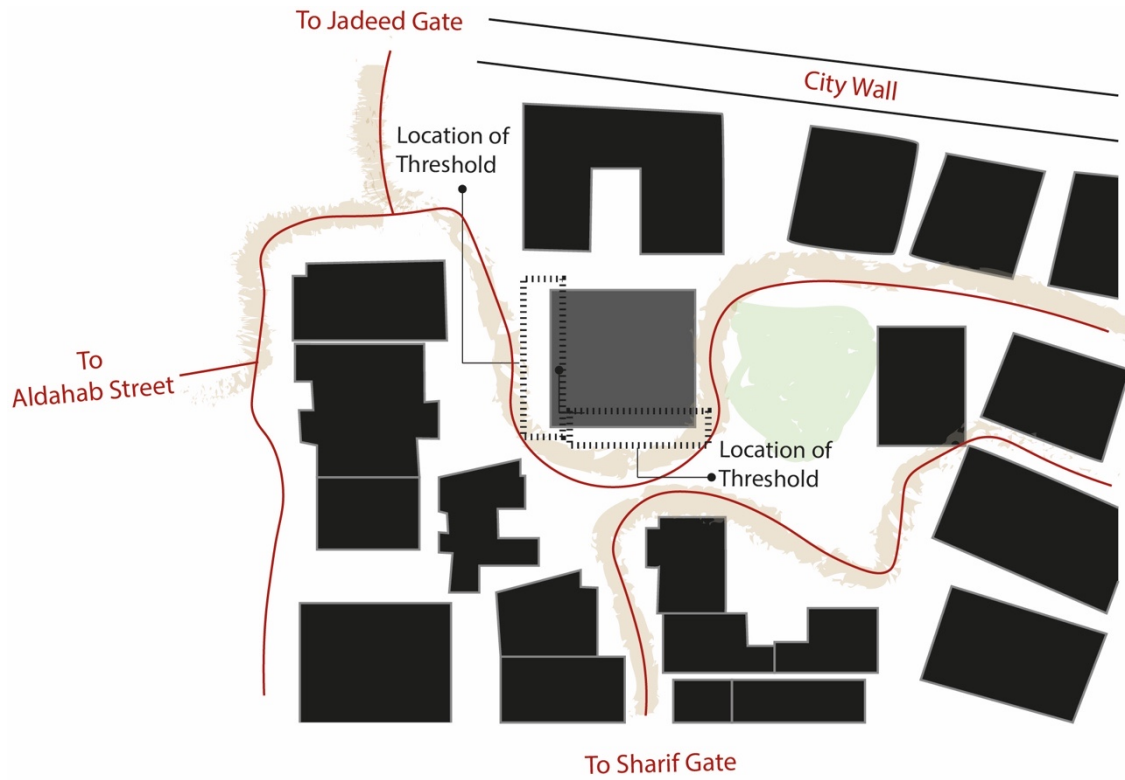 To Jadeed Gate
City Wall
Location of
Threshold
To
Aldahab Street
Location of
Threshold
To Sharif Gate